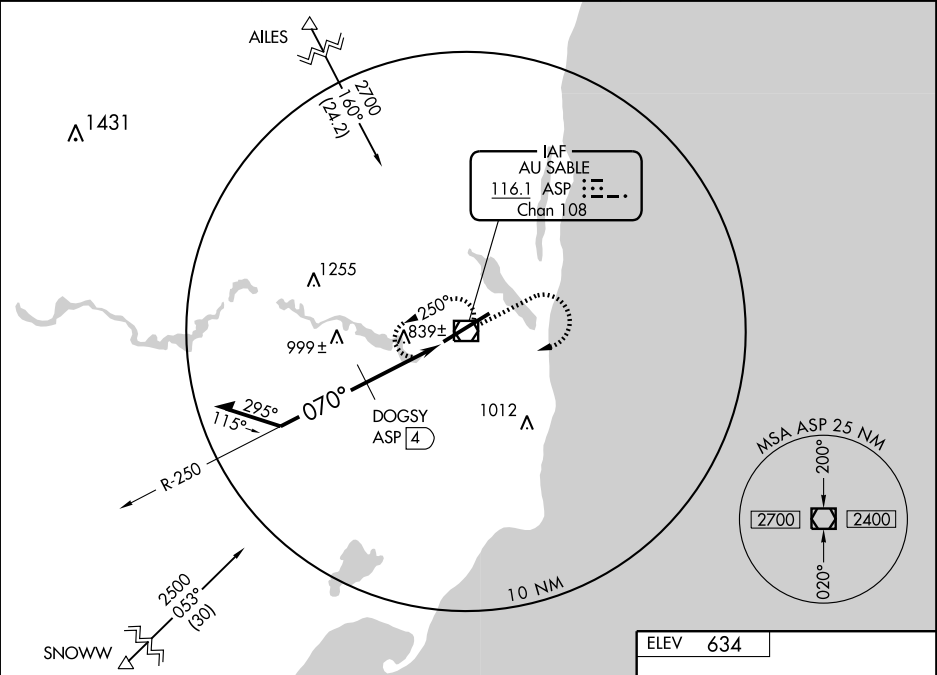 AILES
2700
160°
(24.2)
1431
IAF
AU SABLE
116.1 ASP
Chan 108
1255
250°
839±
999±
295°
115°
070°
DOGSY
ASP 4
1012
R-250
MSA ASP 25 NM
200°
2700
2400
020°
10 NM
2500
053°
(30)
SNOWW
ELEV 634